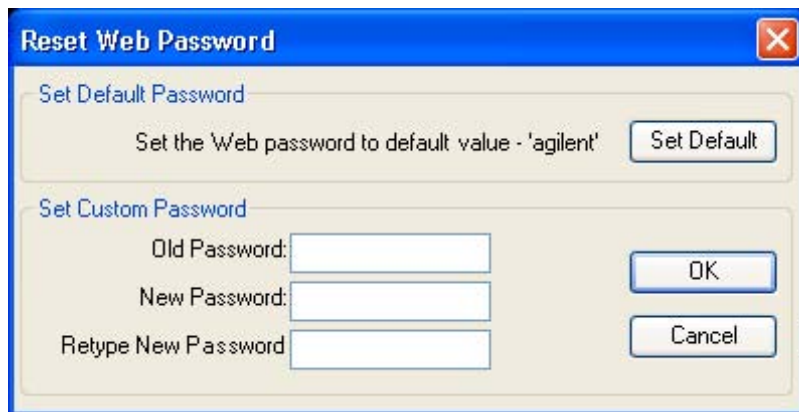 Reset Web Password
Set Default Password
Set the Web password to default value - 'agilent'
Set Default
Set Custom Password
Old Password:
OK
New Password:
Cancel
Retype New Password